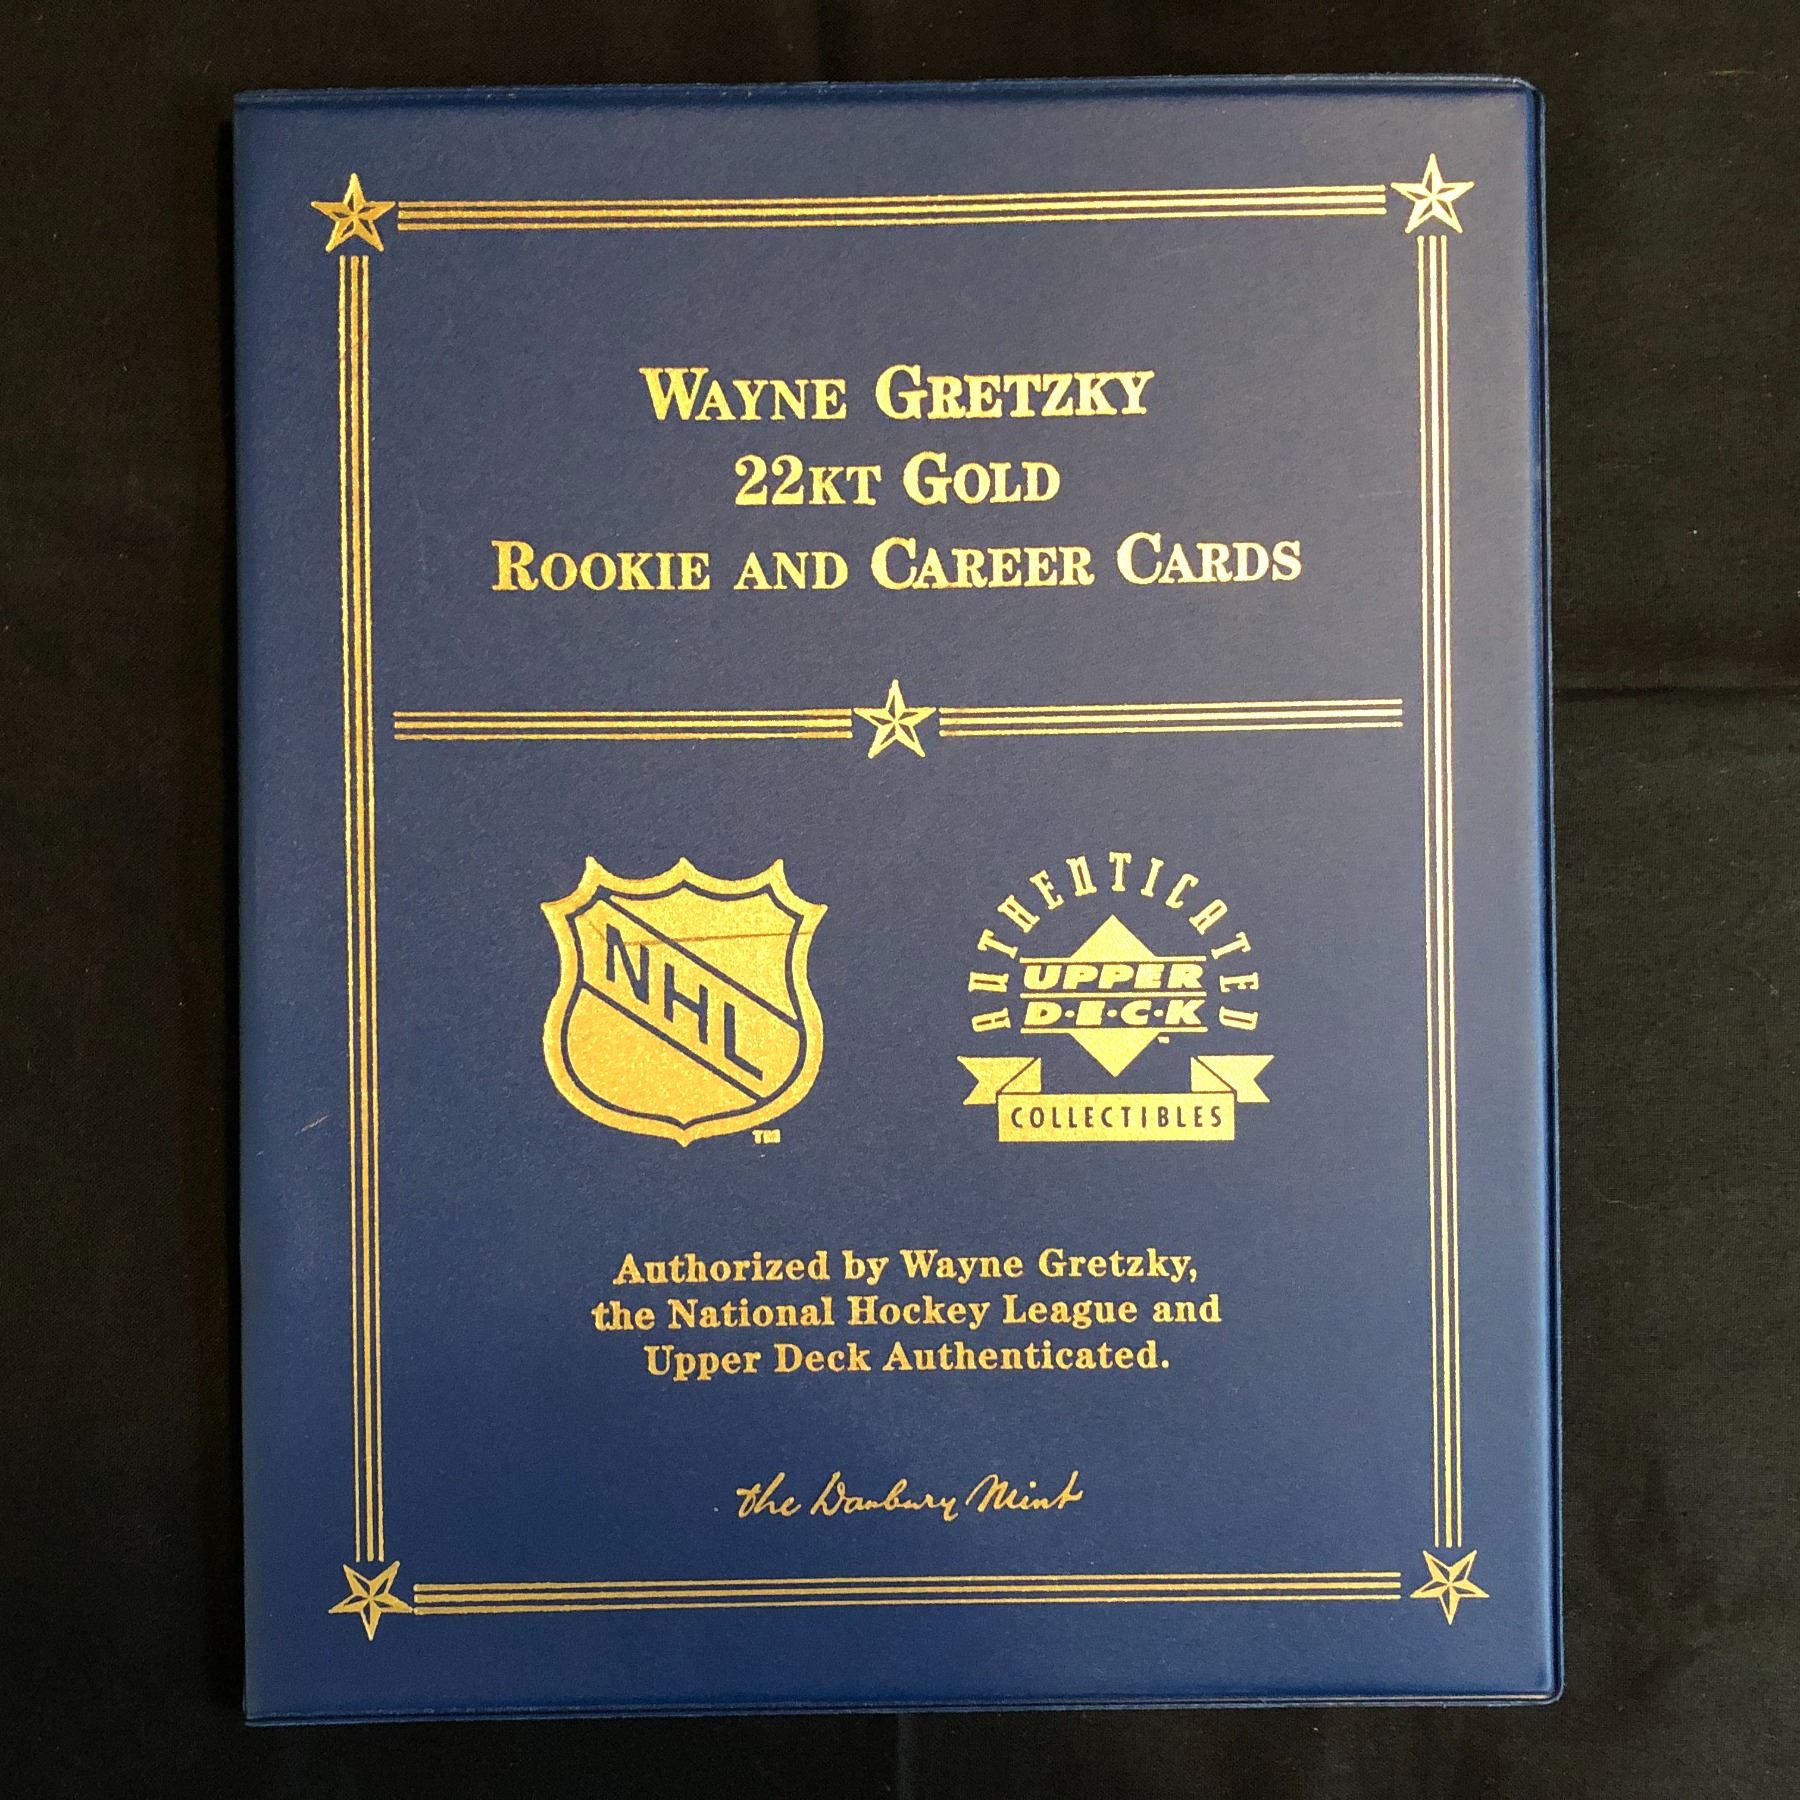 WAYNE GRETZKY
22KT GOLD
ROOKIE AND CAREER CARDS
NHL
TM
AUTHENTICATED
UPPER
D·E·C·K
TM
COLLECTIBLES
Authorized by Wayne Gretzky,
the National Hockey League and
Upper Deck Authenticated.
the Danbury Mint